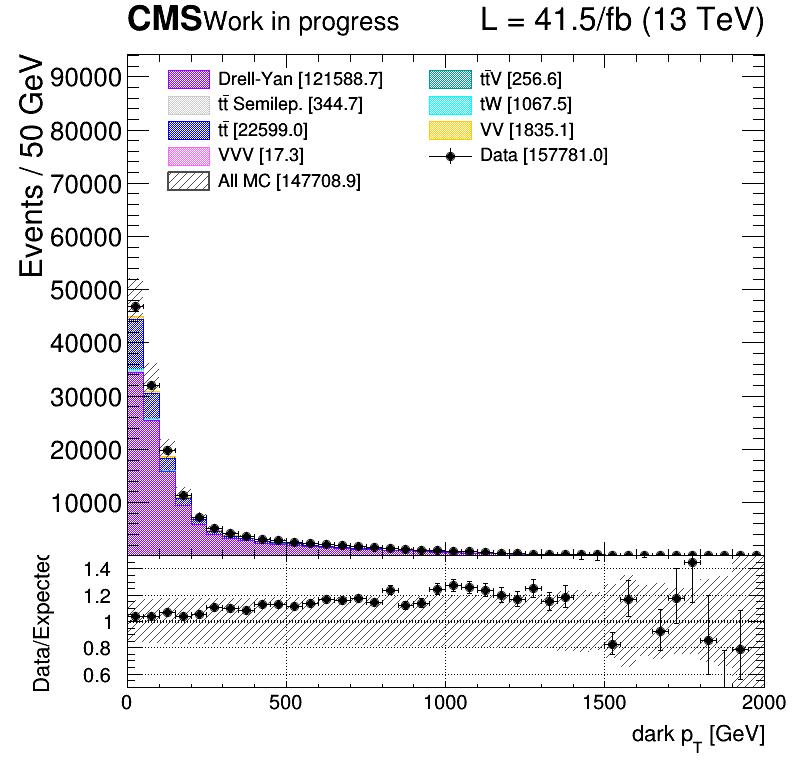 CMS Work in progress L = 41.5/fb (13 TeV)
Events / 50 GeV
90000
80000
70000
60000
50000
40000
30000
20000
10000
Drell-Yan [121588.7]
tt̄ Semilep. [344.7]
tt̄ [22599.0]
VVV [17.3]
All MC [147708.9]
tt̄V [256.6]
tW [1067.5]
VV [1835.1]
Data [157781.0]
Data/Expected
1.4
1.2
1
0.8
0.6
0 500 1000 1500 2000
dark p_T [GeV]